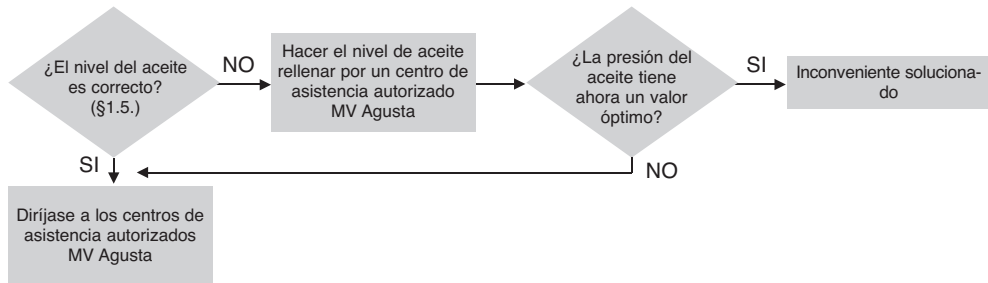 ¿El nivel del aceite
es correcto?
(§1.5.)
NO
Hacer el nivel de aceite
rellenar por un centro de
asistencia autorizado
MV Agusta
¿La presión del
aceite tiene
ahora un valor
óptimo?
SI
Inconveniente soluciona-
do
SI
NO
Diríjase a los centros de
asistencia autorizados
MV Agusta